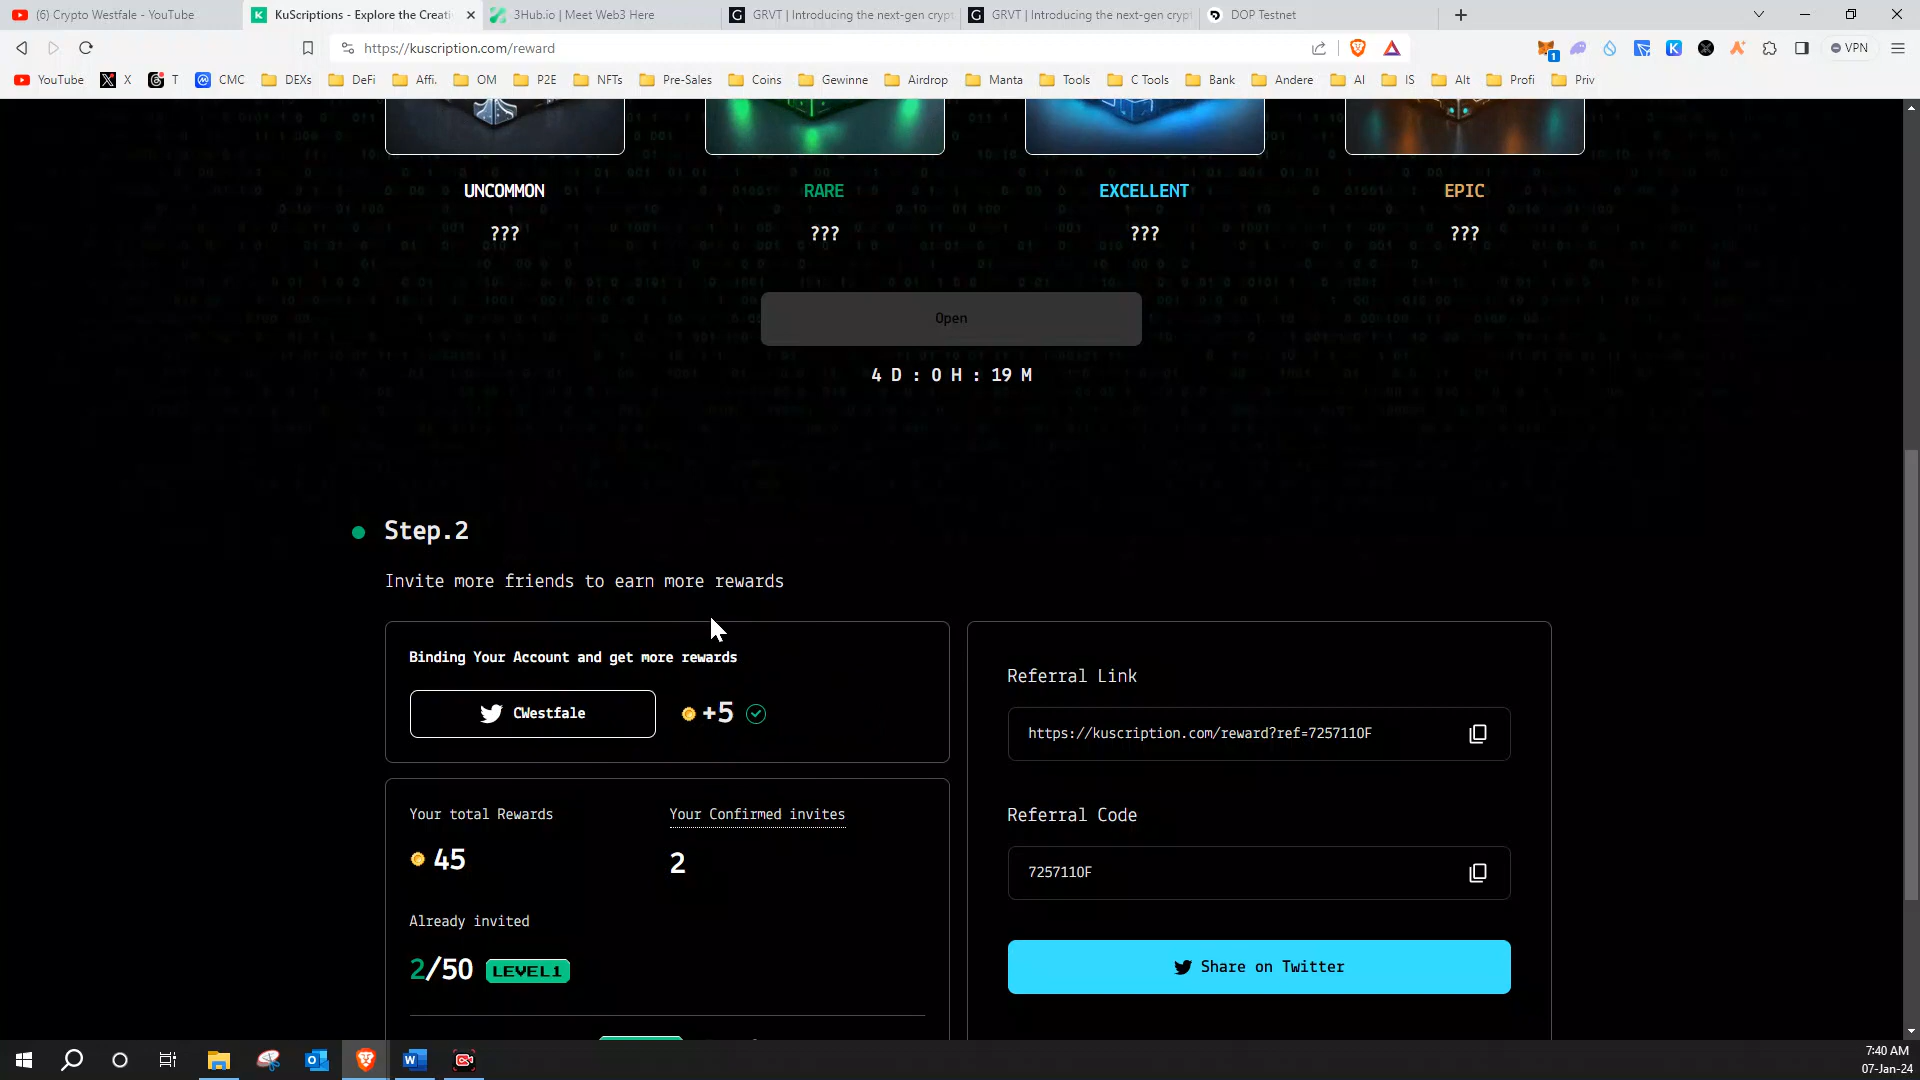 (6) Crypto Westfale - YouTube
KuScriptions - Explore the Creati
3Hub.io | Meet Web3 Here
GRVT | Introducing the next-gen crypt
GRVT | Introducing the next-gen crypt
DOP Testnet
https://kuscription.com/reward
VPN
YouTube
X
T
CMC
DEXs
DeFi
Affi.
OM
P2E
NFTs
Pre-Sales
Coins
Gewinne
Airdrop
Manta
Tools
C Tools
Bank
Andere
AI
IS
Alt
Profi
Priv
UNCOMMON
RARE
EXCELLENT
EPIC
???
???
???
???
Open
4 D : 0 H : 19 M
Step.2
Invite more friends to earn more rewards
Binding Your Account and get more rewards
CWestfale
+5
Referral Link
https://kuscription.com/reward?ref=7257110F
Your total Rewards
45
Your Confirmed invites
2
Already invited
2/50 LEVEL1
Referral Code
7257110F
Share on Twitter
7:40 AM
07-Jan-24